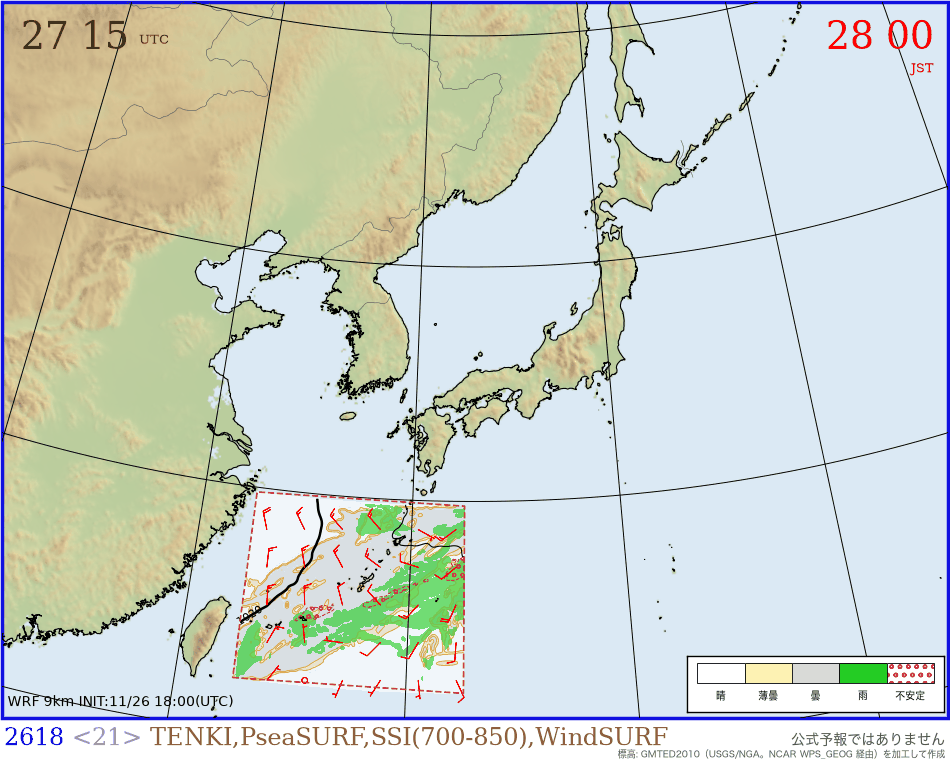 27 15 UTC
28 00
JST
1020
WRF 9km INIT:11/26 18:00(UTC)
晴 薄曇 曇 雨 不安定
2618 <21> TENKI,PseaSURF,SSI(700-850),WindSURF
公式予報ではありません
標高: GMTED2010（USGS/NGA。NCAR WPS_GEOG 経由）を加工して作成